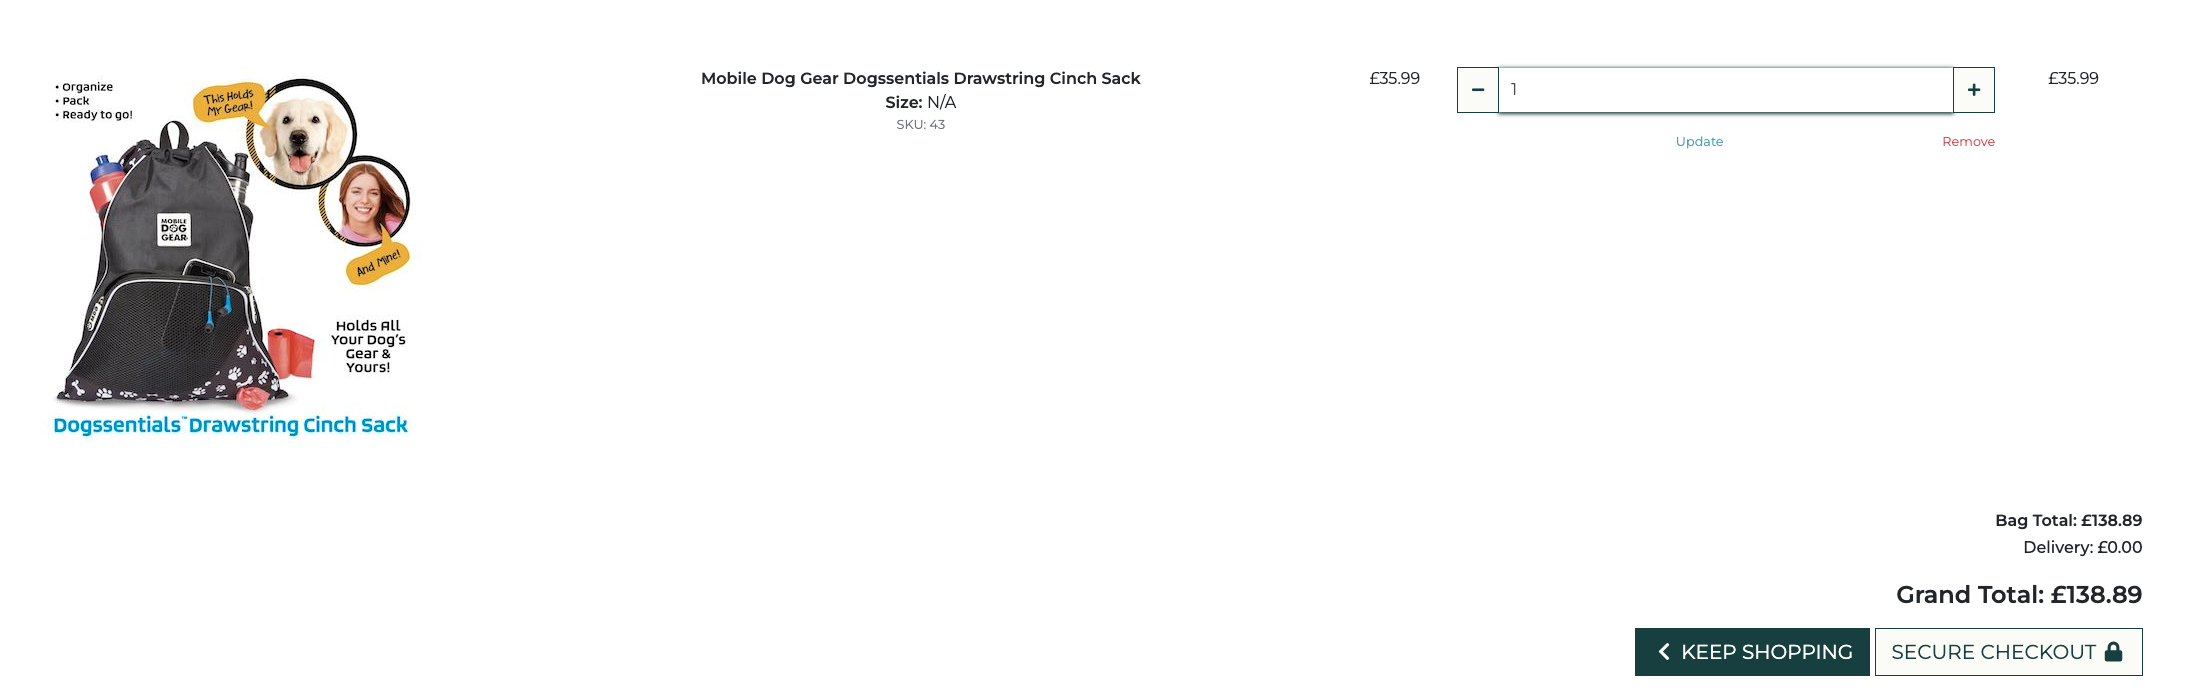 • Organize
• Pack
• Ready to go!
This Holds
My Gear!
MOBILE
DOG
GEAR
And Mine!
Holds All
Your Dog's
Gear &
Yours!
Dogssentials™ Drawstring Cinch Sack
Mobile Dog Gear Dogssentials Drawstring Cinch Sack
Size: N/A
SKU: 43
£35.99
1
£35.99
Update
Remove
Bag Total: £138.89
Delivery: £0.00
Grand Total: £138.89
KEEP SHOPPING
SECURE CHECKOUT